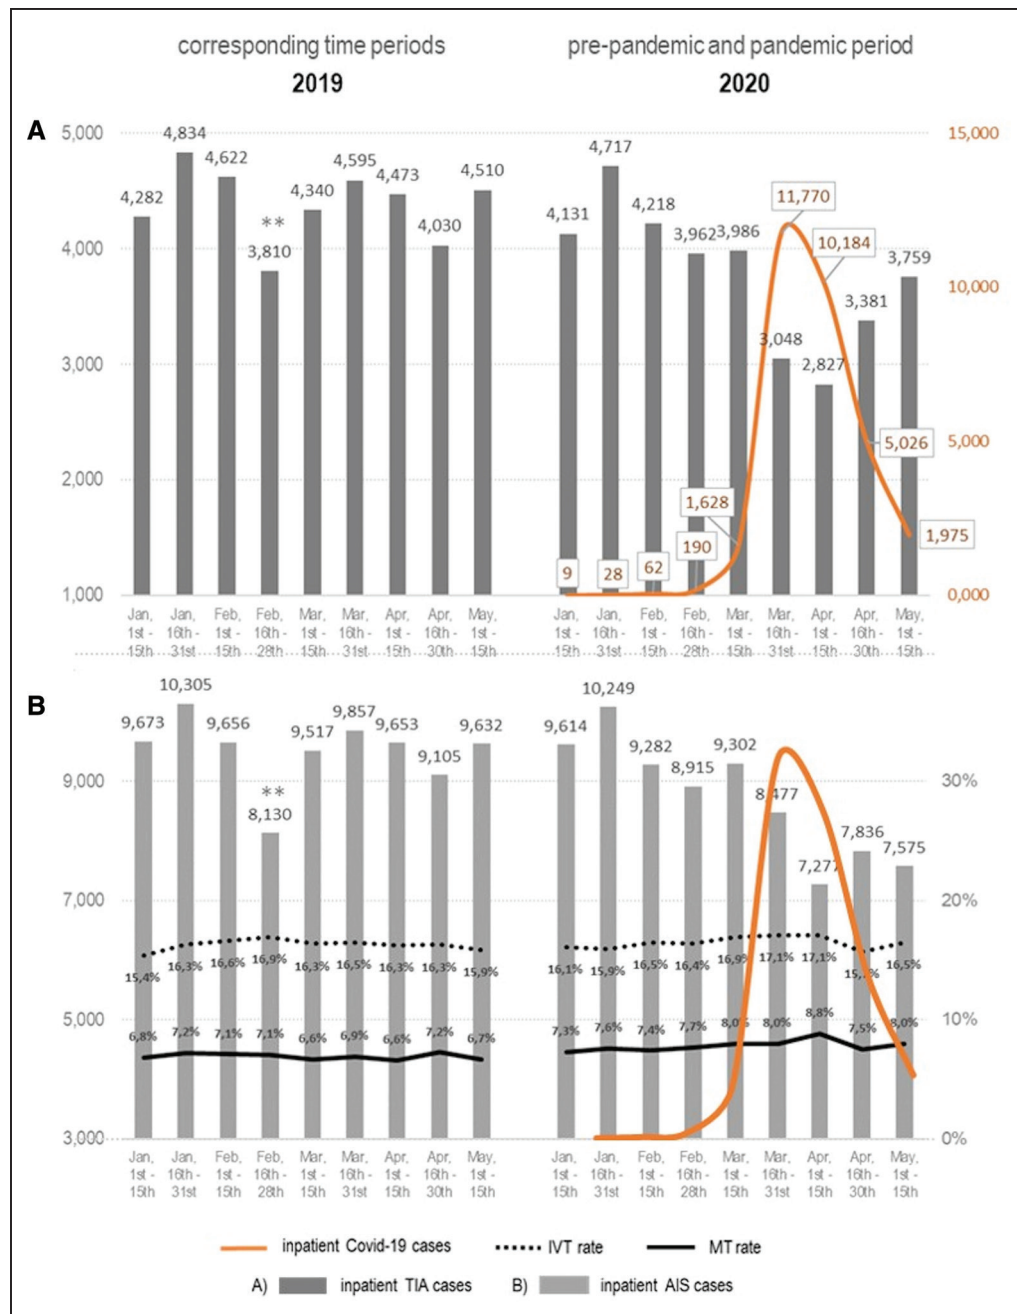 corresponding time periods
2019
pre-pandemic and pandemic period
2020
A
5,000
4,000
3,000
2,000
1,000
4,282
4,834
4,622
**
3,810
4,340
4,595
4,473
4,030
4,510
4,131
4,717
4,218
3,962
3,986
3,048
2,827
3,381
3,759
15,000
10,000
5,000
0,000
9
28
62
190
1,628
11,770
10,184
5,026
1,975
Jan, 1st - 15th
Jan, 16th - 31st
Feb, 1st - 15th
Feb, 16th - 28th
Mar, 1st - 15th
Mar, 16th - 31st
Apr, 1st - 15th
Apr, 16th - 30th
May, 1st - 15th
Jan, 1st - 15th
Jan, 16th - 31st
Feb, 1st - 15th
Feb, 16th - 28th
Mar, 1st - 15th
Mar, 16th - 31st
Apr, 1st - 15th
Apr, 16th - 30th
May, 1st - 15th
B
9,000
7,000
5,000
3,000
9,673
10,305
9,656
**
8,130
9,517
9,857
9,653
9,105
9,632
9,614
10,249
9,282
8,915
9,302
8,477
7,277
7,836
7,575
30%
20%
10%
0%
15,4%
16,3%
16,6%
16,9%
16,3%
16,5%
16,3%
16,3%
15,9%
16,1%
15,9%
16,5%
16,4%
16,9%
17,1%
17,1%
16,5%
6,8%
7,2%
7,1%
7,1%
6,6%
6,9%
6,6%
7,2%
6,7%
7,3%
7,6%
7,4%
7,7%
8,0%
8,0%
8,8%
7,5%
8,0%
Jan, 1st - 15th
Jan, 16th - 31st
Feb, 1st - 15th
Feb, 16th - 28th
Mar, 1st - 15th
Mar, 16th - 31st
Apr, 1st - 15th
Apr, 16th - 30th
May, 1st - 15th
Jan, 1st - 15th
Jan, 16th - 31st
Feb, 1st - 15th
Feb, 16th - 28th
Mar, 1st - 15th
Mar, 16th - 31st
Apr, 1st - 15th
Apr, 16th - 30th
May, 1st - 15th
inpatient Covid-19 cases
IVT rate
MT rate
A) inpatient TIA cases
B) inpatient AIS cases